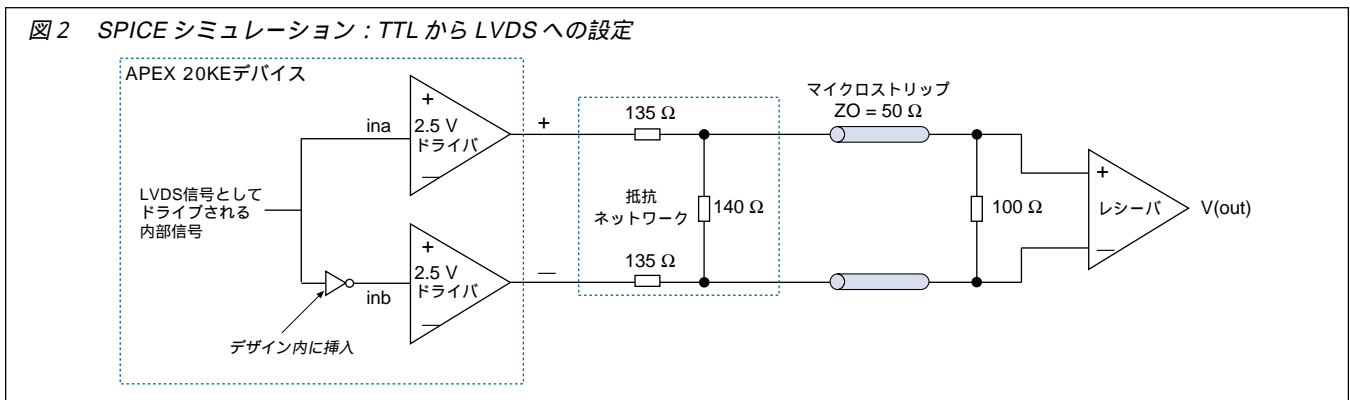 図 2 SPICE シミュレーション : TTL から LVDS への設定
APEX 20KEデバイス
ina
+
2.5 V
ドライバ
—
+
LVDS信号として
ドライブされる
内部信号
inb
+
2.5 V
ドライバ
—
—
デザイン内に挿入
135 Ω
抵抗
ネットワーク
140 Ω
135 Ω
マイクロストリップ
ZO = 50 Ω
100 Ω
+
レシーバ
—
V(out)